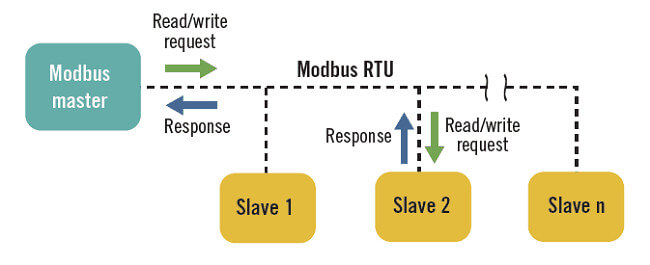 Read/write
request
Modbus
master
Modbus RTU
Response
Response
Read/write
request
Slave 1
Slave 2
Slave n